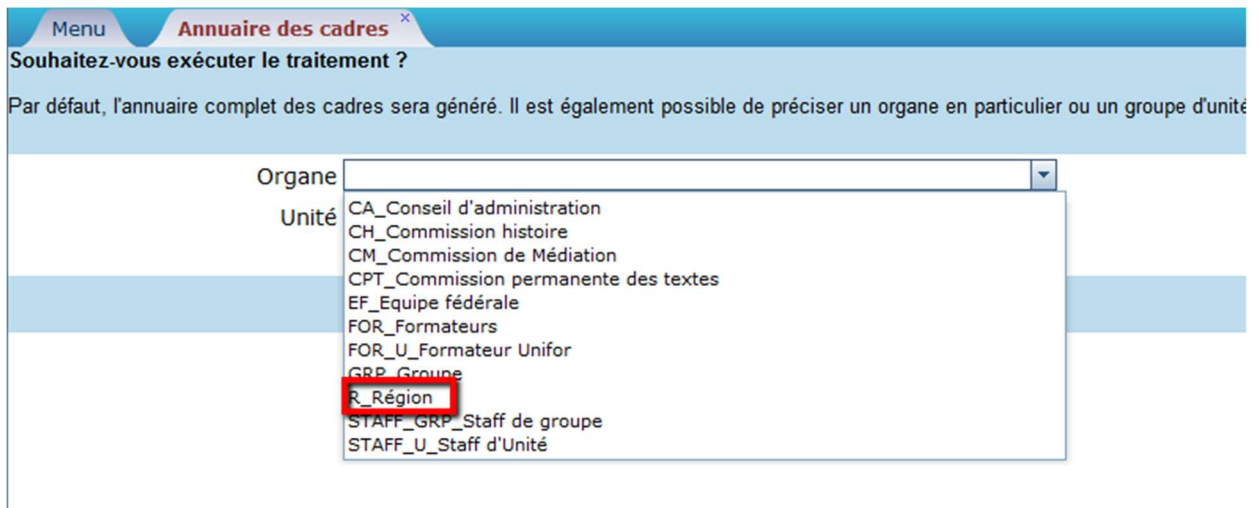 Menu
Annuaire des cadres
Souhaitez-vous exécuter le traitement ?
Par défaut, l'annuaire complet des cadres sera généré. Il est également possible de préciser un organe en particulier ou un groupe d'unité
Organe
Unité
CA_Conseil d'administration
CH_Commission histoire
CM_Commission de Médiation
CPT_Commission permanente des textes
EF_Equipe fédérale
FOR_Formateurs
FOR_U_Formateur Unifor
GRP_Groupe
R_Région
STAFF_GRP_Staff de groupe
STAFF_U_Staff d'Unité